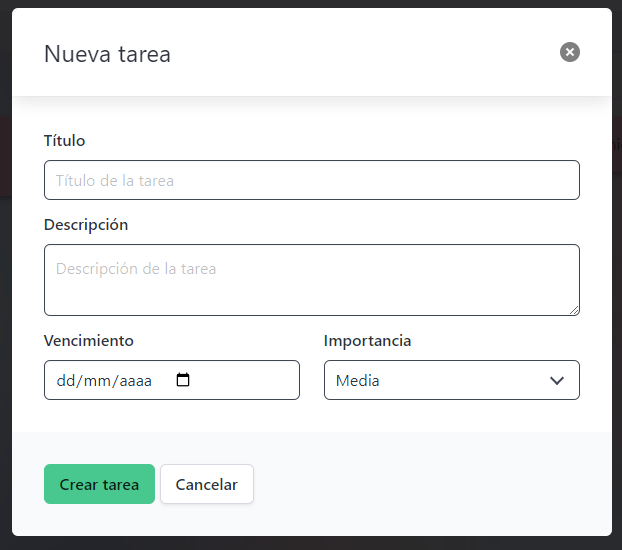 Nueva tarea
Título
Título de la tarea
Descripción
Descripción de la tarea
Vencimiento Importancia
dd/mm/aaaa Media
Crear tarea Cancelar